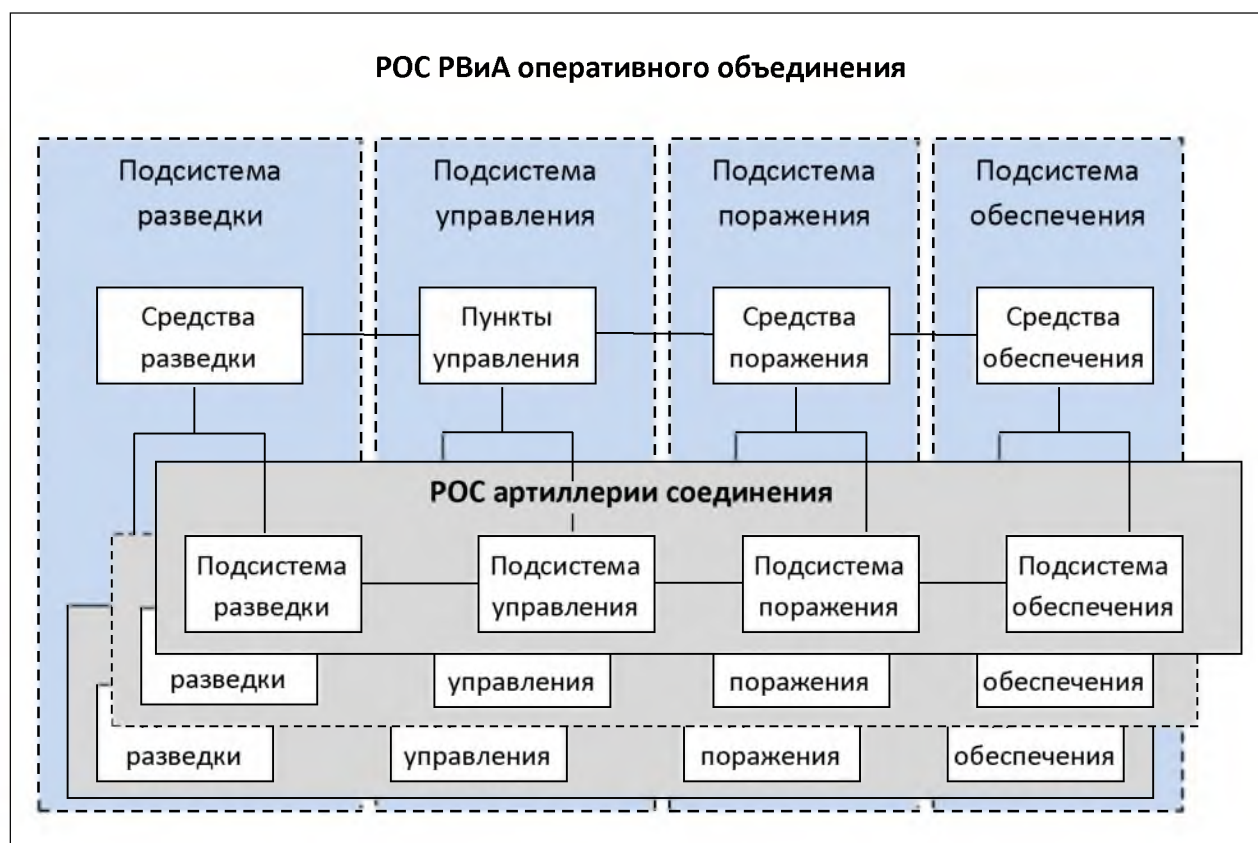 РОС РВиА оперативного объединения
Подсистема
разведки
Подсистема
управления
Подсистема
поражения
Подсистема
обеспечения
Средства
разведки
Пункты
управления
Средства
поражения
Средства
обеспечения
РОС артиллерии соединения
Подсистема
разведки
Подсистема
управления
Подсистема
поражения
Подсистема
обеспечения
разведки
управления
поражения
обеспечения
разведки
управления
поражения
обеспечения